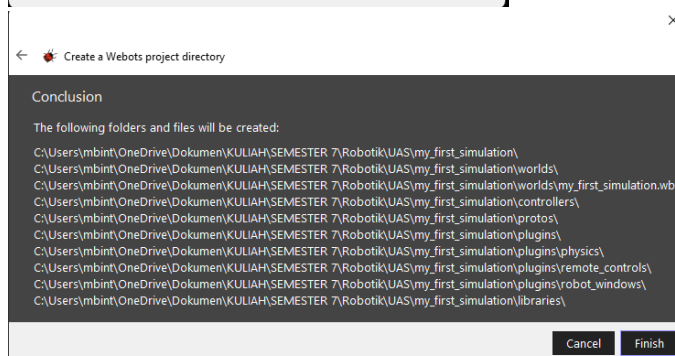 Create a Webots project directory
Conclusion
The following folders and files will be created:
C:\Users\mbint\OneDrive\Dokumen\KULIAH\SEMESTER 7\Robotik\UAS\my_first_simulation\
C:\Users\mbint\OneDrive\Dokumen\KULIAH\SEMESTER 7\Robotik\UAS\my_first_simulation\worlds\
C:\Users\mbint\OneDrive\Dokumen\KULIAH\SEMESTER 7\Robotik\UAS\my_first_simulation\worlds\my_first_simulation.wb
C:\Users\mbint\OneDrive\Dokumen\KULIAH\SEMESTER 7\Robotik\UAS\my_first_simulation\controllers\
C:\Users\mbint\OneDrive\Dokumen\KULIAH\SEMESTER 7\Robotik\UAS\my_first_simulation\protos\
C:\Users\mbint\OneDrive\Dokumen\KULIAH\SEMESTER 7\Robotik\UAS\my_first_simulation\plugins\
C:\Users\mbint\OneDrive\Dokumen\KULIAH\SEMESTER 7\Robotik\UAS\my_first_simulation\plugins\physics\
C:\Users\mbint\OneDrive\Dokumen\KULIAH\SEMESTER 7\Robotik\UAS\my_first_simulation\plugins\remote_controls\
C:\Users\mbint\OneDrive\Dokumen\KULIAH\SEMESTER 7\Robotik\UAS\my_first_simulation\plugins\robot_windows\
C:\Users\mbint\OneDrive\Dokumen\KULIAH\SEMESTER 7\Robotik\UAS\my_first_simulation\libraries\
Cancel Finish